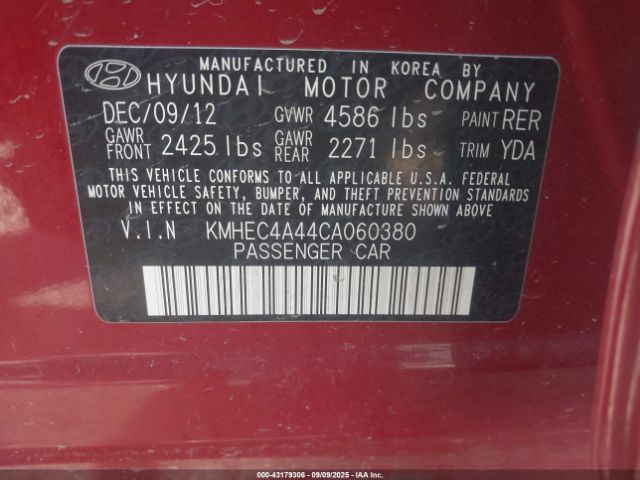 MANUFACTURED IN KOREA BY
HYUNDAI MOTOR COMPANY
DEC/09/12 GVWR 4586 lbs PAINT RER
GAWR FRONT 2425 lbs GAWR REAR 2271 lbs TRIM YDA
THIS VEHICLE CONFORMS TO ALL APPLICABLE U.S.A. FEDERAL
MOTOR VEHICLE SAFETY, BUMPER, AND THEFT PREVENTION STANDARDS
IN EFFECT ON THE DATE OF MANUFACTURE SHOWN ABOVE
V.I.N KMHEC4A44CA060380
PASSENGER CAR
000-43179306 - 09/09/2025 - IAA Inc.